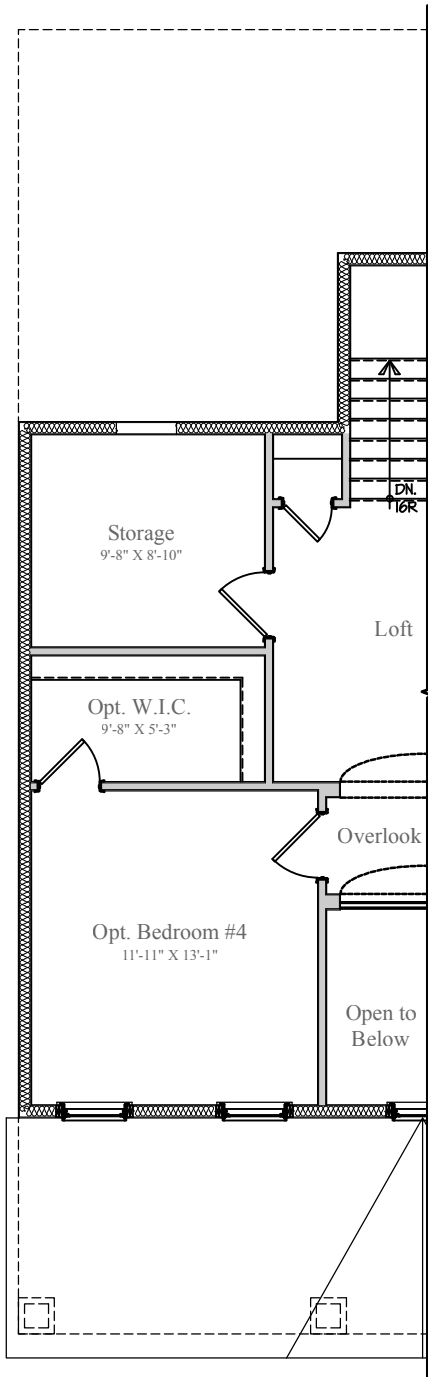 DN.
16R
Storage
9'-8" X 8'-10"
Loft
Opt. W.I.C.
9'-8" X 5'-3"
Overlook
Opt. Bedroom #4
11'-11" X 13'-1"
Open to
Below